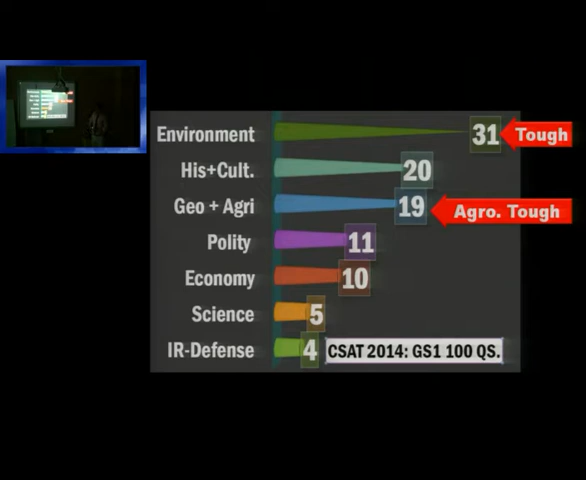 Environment 31 Tough
His+Cult. 20
Geo + Agri 19 Agro. Tough
Polity 11
Economy 10
Science 5
IR-Defense 4 CSAT 2014: GS1 100 QS.